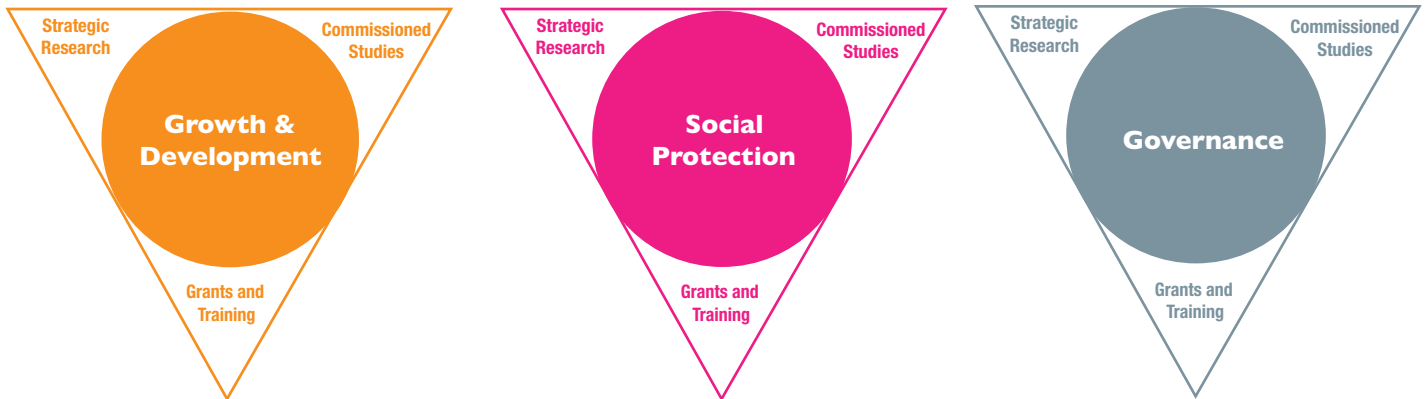 Strategic
Research
Commissioned
Studies
Growth &
Development
Grants and
Training
Strategic
Research
Commissioned
Studies
Social
Protection
Grants and
Training
Strategic
Research
Commissioned
Studies
Governance
Grants and
Training